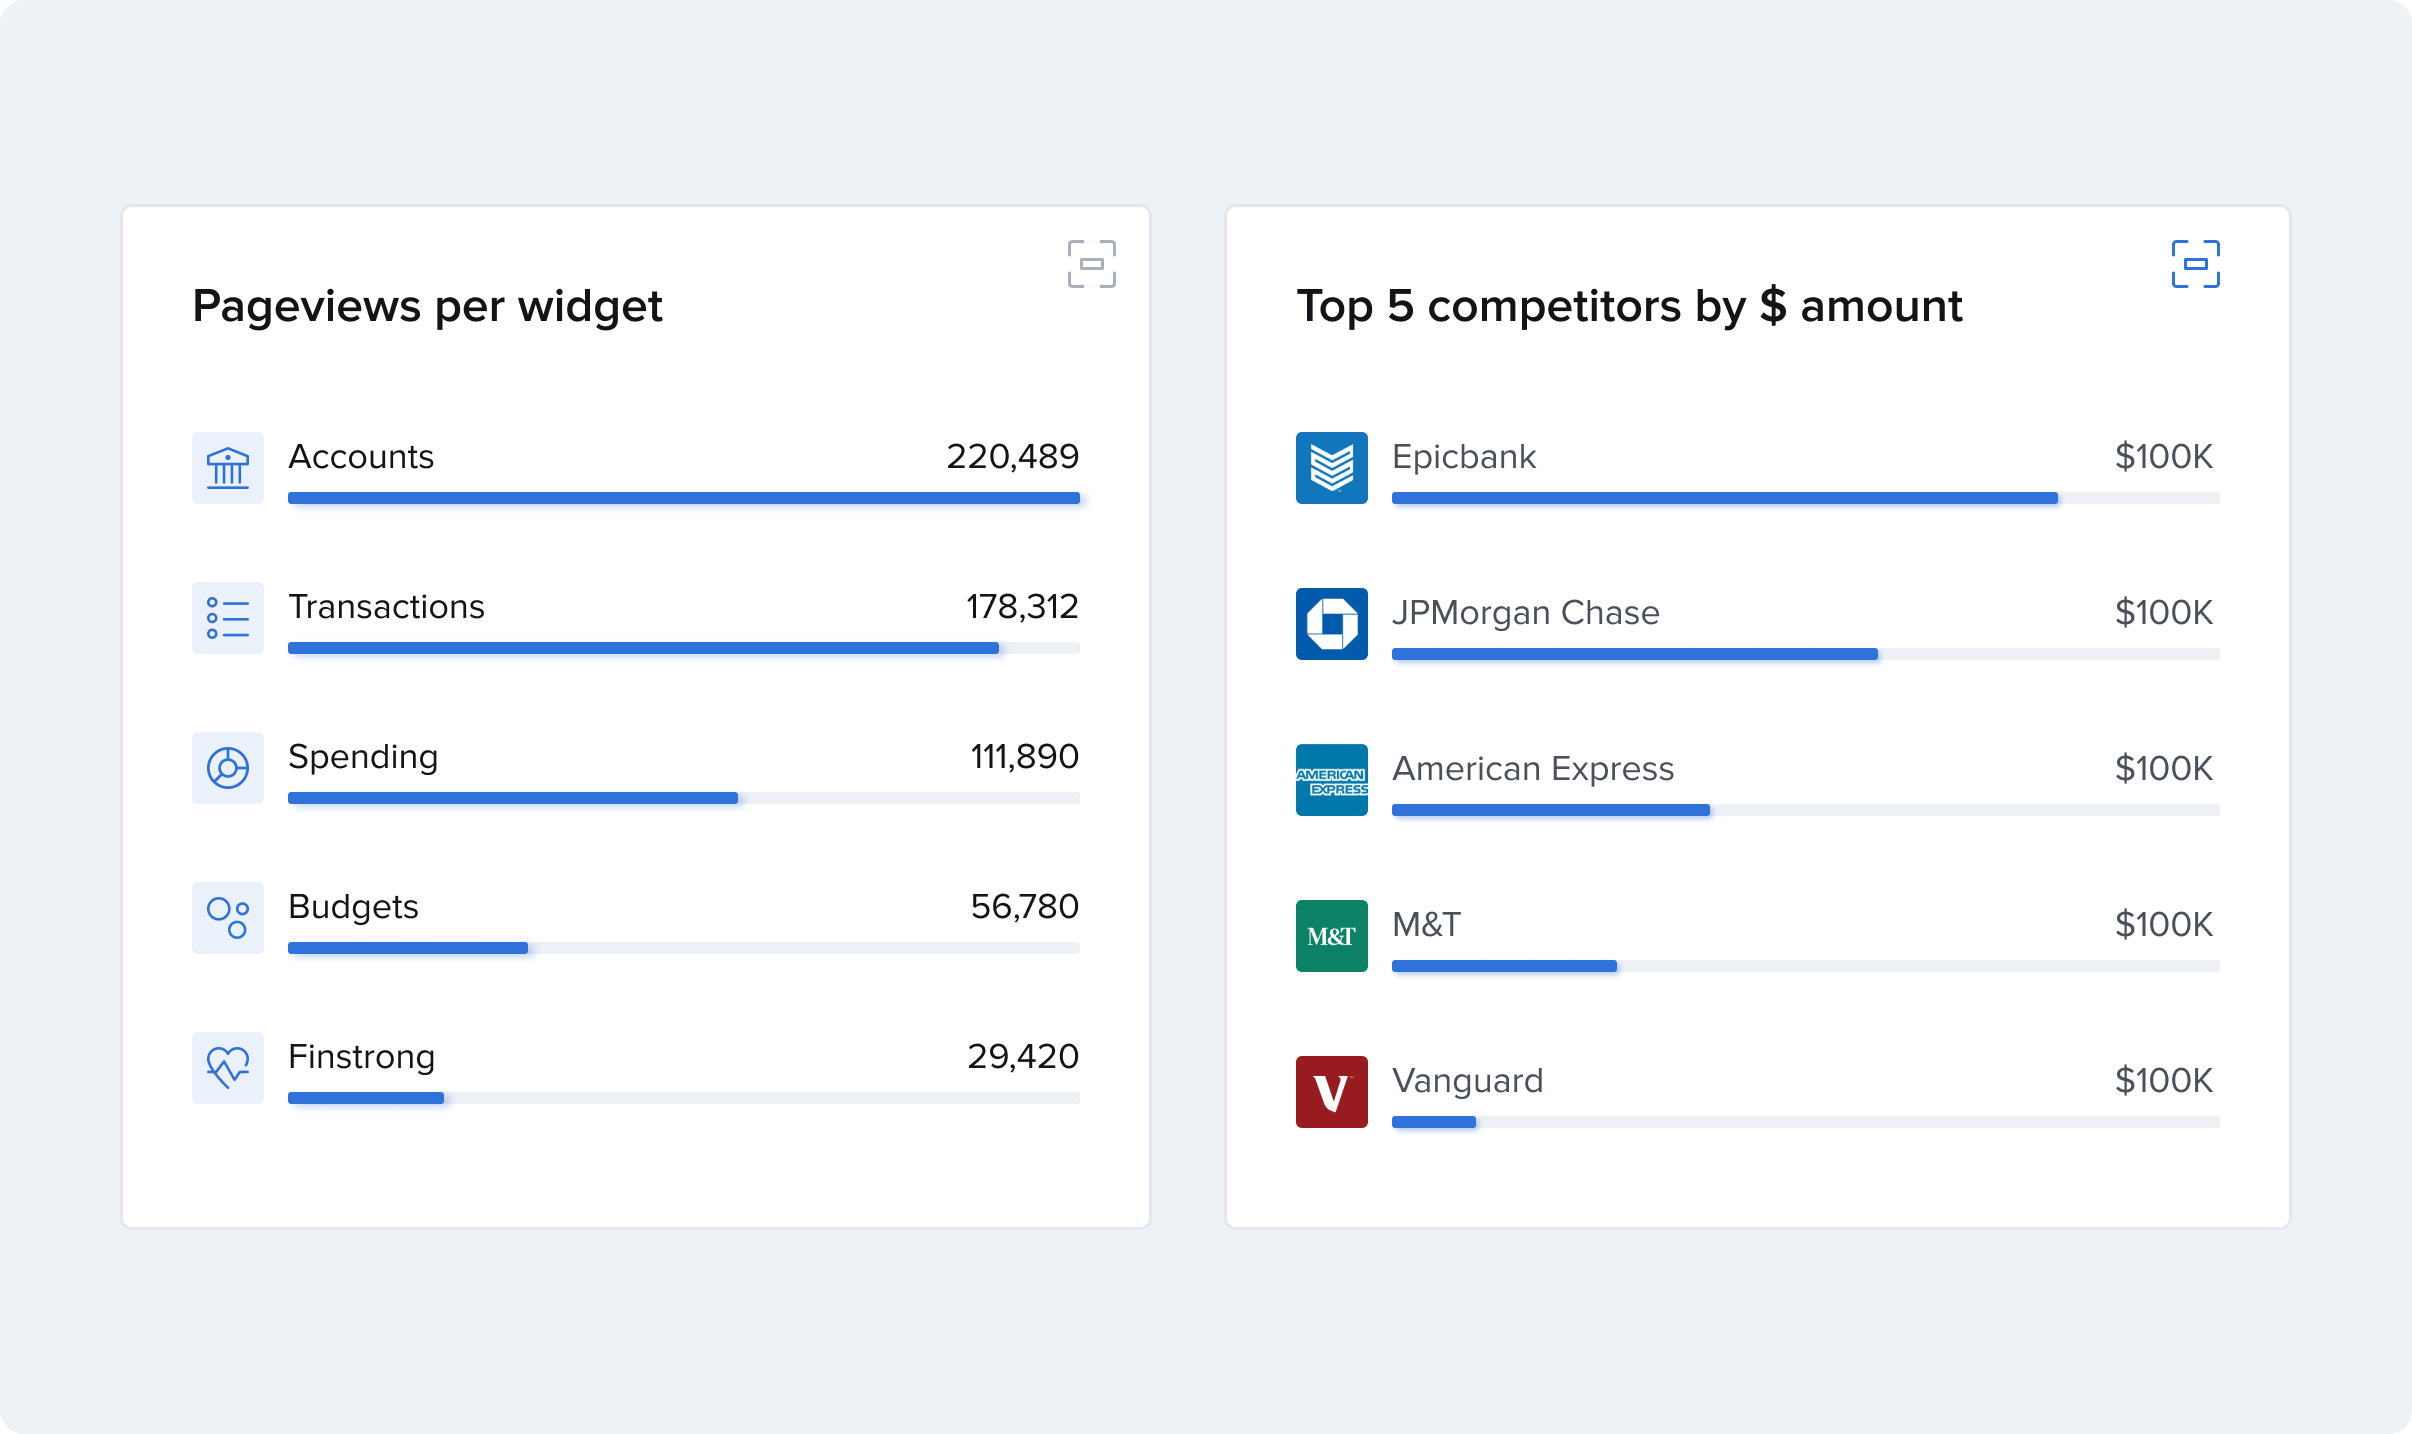 Pageviews per widget
Accounts 220,489
Transactions 178,312
Spending 111,890
Budgets 56,780
Finstrong 29,420
Top 5 competitors by $ amount
Epicbank $100K
JPMorgan Chase $100K
AMERICAN
EXPRESS
American Express $100K
M&T
M&T $100K
V
Vanguard $100K